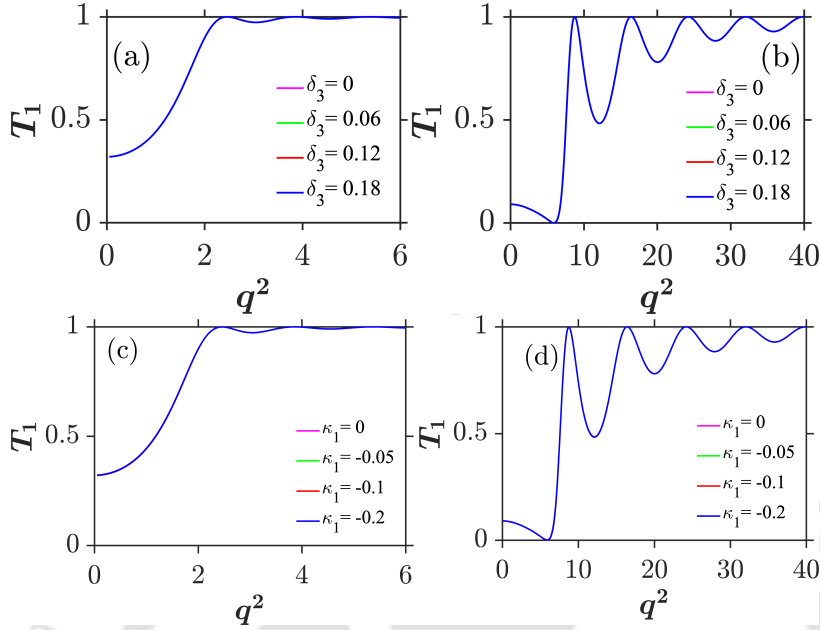 (a)
T₁
1
0.5
0
δ₃= 0
δ₃= 0.06
δ₃= 0.12
δ₃= 0.18
0 2 4 6
q²
(b)
T₁
1
0.5
0
δ₃= 0
δ₃= 0.06
δ₃= 0.12
δ₃= 0.18
0 10 20 30 40
q²
(c)
T₁
1
0.5
0
κ₁= 0
κ₁= -0.05
κ₁= -0.1
κ₁= -0.2
0 2 4 6
q²
(d)
T₁
1
0.5
0
κ₁= 0
κ₁= -0.05
κ₁= -0.1
κ₁= -0.2
0 10 20 30 40
q²